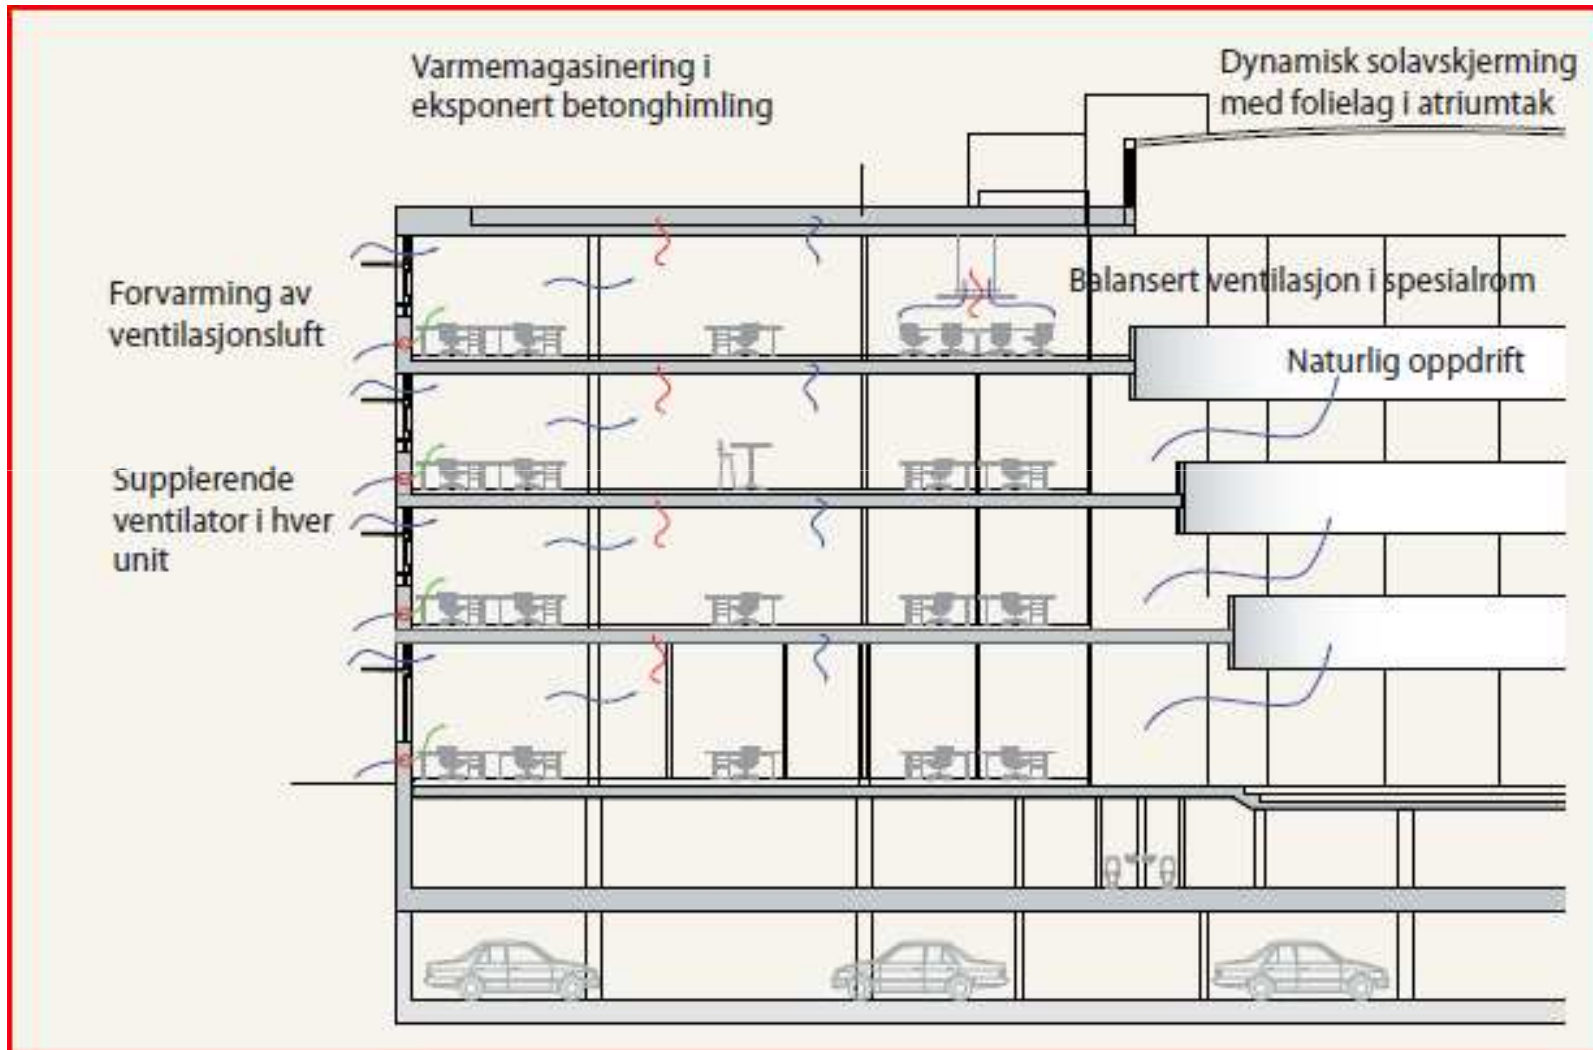 Varmemagasinering i
eksponert betonghimling
Dynamisk solavskjerming
med folielag i atriumtak
Forvarming av
ventilasjonsluft
Balansert ventilasjon i spesialrom
Naturlig oppdrift
Supplerende
ventilator i hver
unit